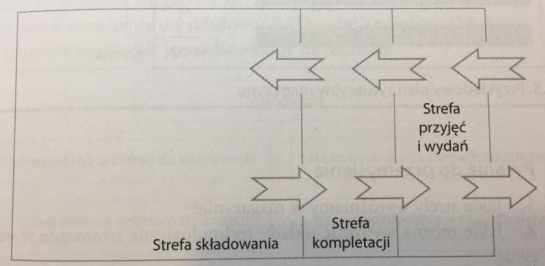 Strefa
przyjęć
i wydań
Strefa
kompletacji
Strefa składowania